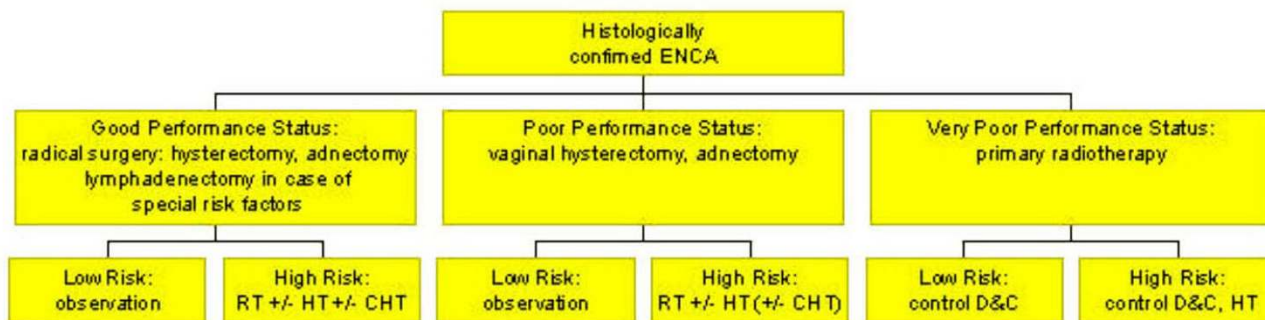 Histologically
confirmed ENCA
Good Performance Status:
radical surgery: hysterectomy, adnectomy
lymphadenectomy in case of
special risk factors
Poor Performance Status:
vaginal hysterectomy, adnectomy
Very Poor Performance Status:
primary radiotherapy
Low Risk:
observation
High Risk:
RT +/- HT +/- CHT
Low Risk:
observation
High Risk:
RT +/- HT (+/- CHT)
Low Risk:
control D&C
High Risk:
control D&C, HT